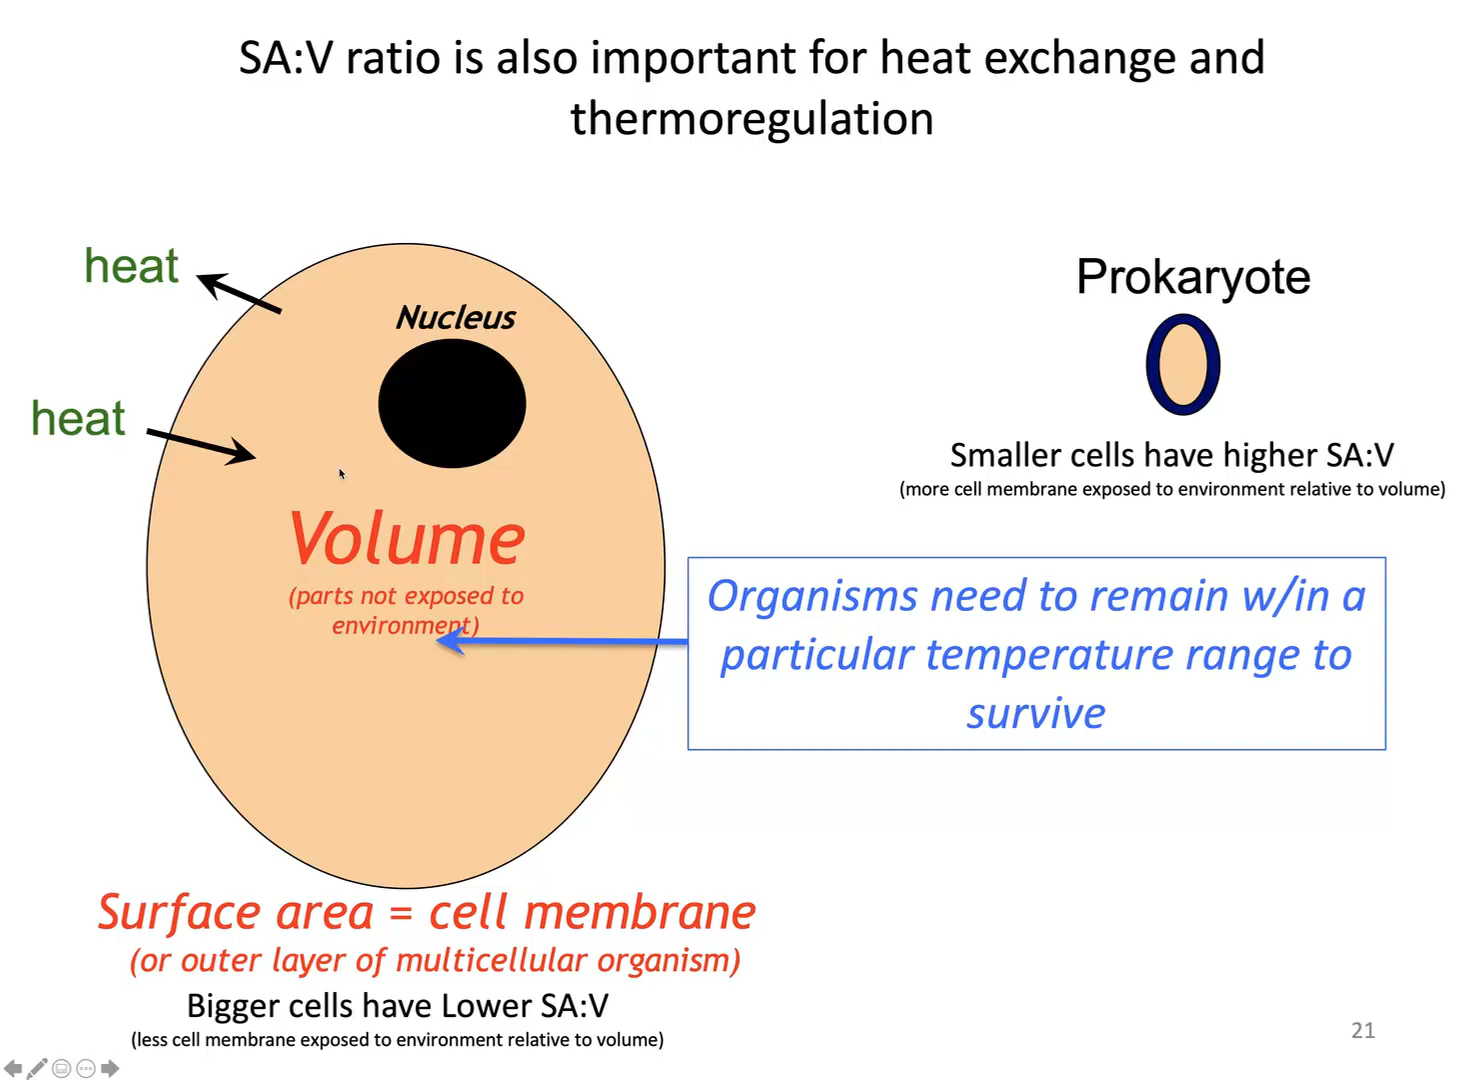 SA:V ratio is also important for heat exchange and
thermoregulation
heat
Nucleus
heat
Volume
(parts not exposed to
environment)
Surface area = cell membrane
(or outer layer of multicellular organism)
Bigger cells have Lower SA:V
(less cell membrane exposed to environment relative to volume)
Prokaryote
Smaller cells have higher SA:V
(more cell membrane exposed to environment relative to volume)
Organisms need to remain w/in a
particular temperature range to
survive
21